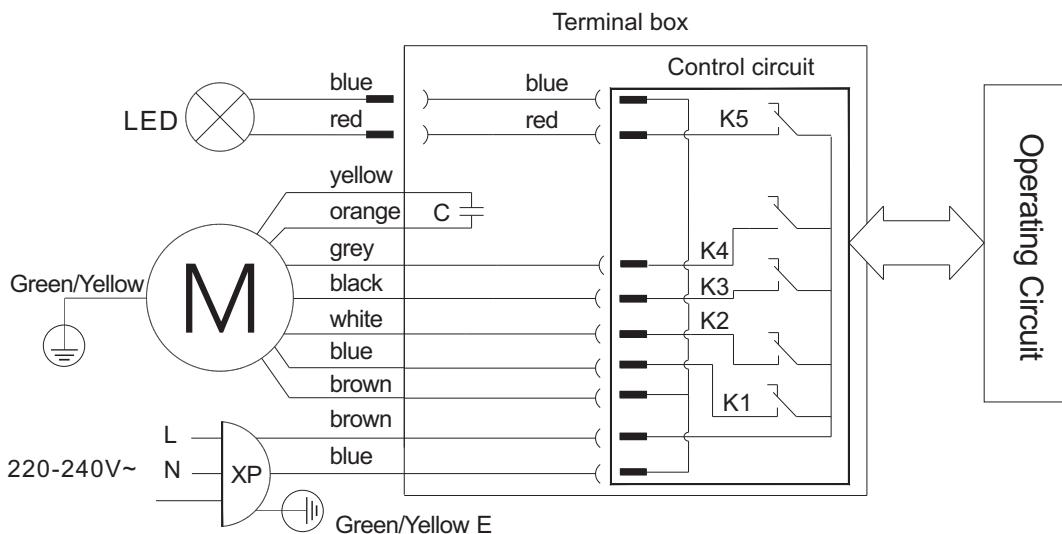 Terminal box
Control circuit
blue
blue
LED
red
red
K5
yellow
orange
C
grey
K4
Green/Yellow
M
black
K3
white
K2
blue
brown
K1
brown
L
blue
220-240V~
N
XP
Green/Yellow E
Operating Circuit